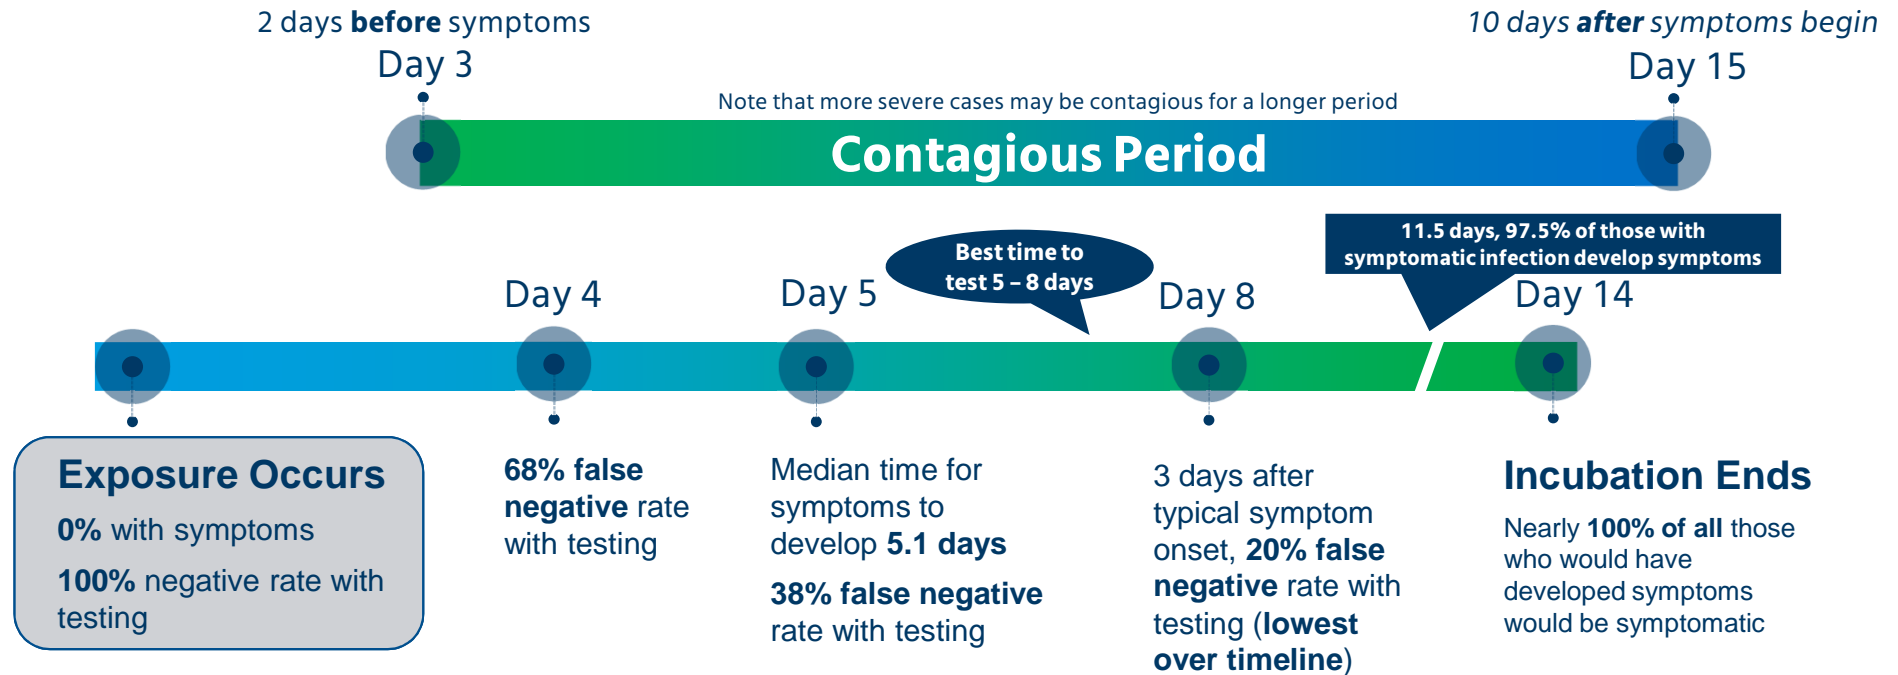 2 days before symptoms
Day 3
10 days after symptoms begin
Day 15
Note that more severe cases may be contagious for a longer period
Contagious Period
Best time to
test 5 – 8 days
11.5 days, 97.5% of those with
symptomatic infection develop symptoms
Day 4
Day 5
Day 8
Day 14
Exposure Occurs
0% with symptoms
100% negative rate with
testing
68% false
negative rate
with testing
Median time for
symptoms to
develop 5.1 days
38% false negative
rate with testing
3 days after
typical symptom
onset, 20% false
negative rate with
testing (lowest
over timeline)
Incubation Ends
Nearly 100% of all those
who would have
developed symptoms
would be symptomatic